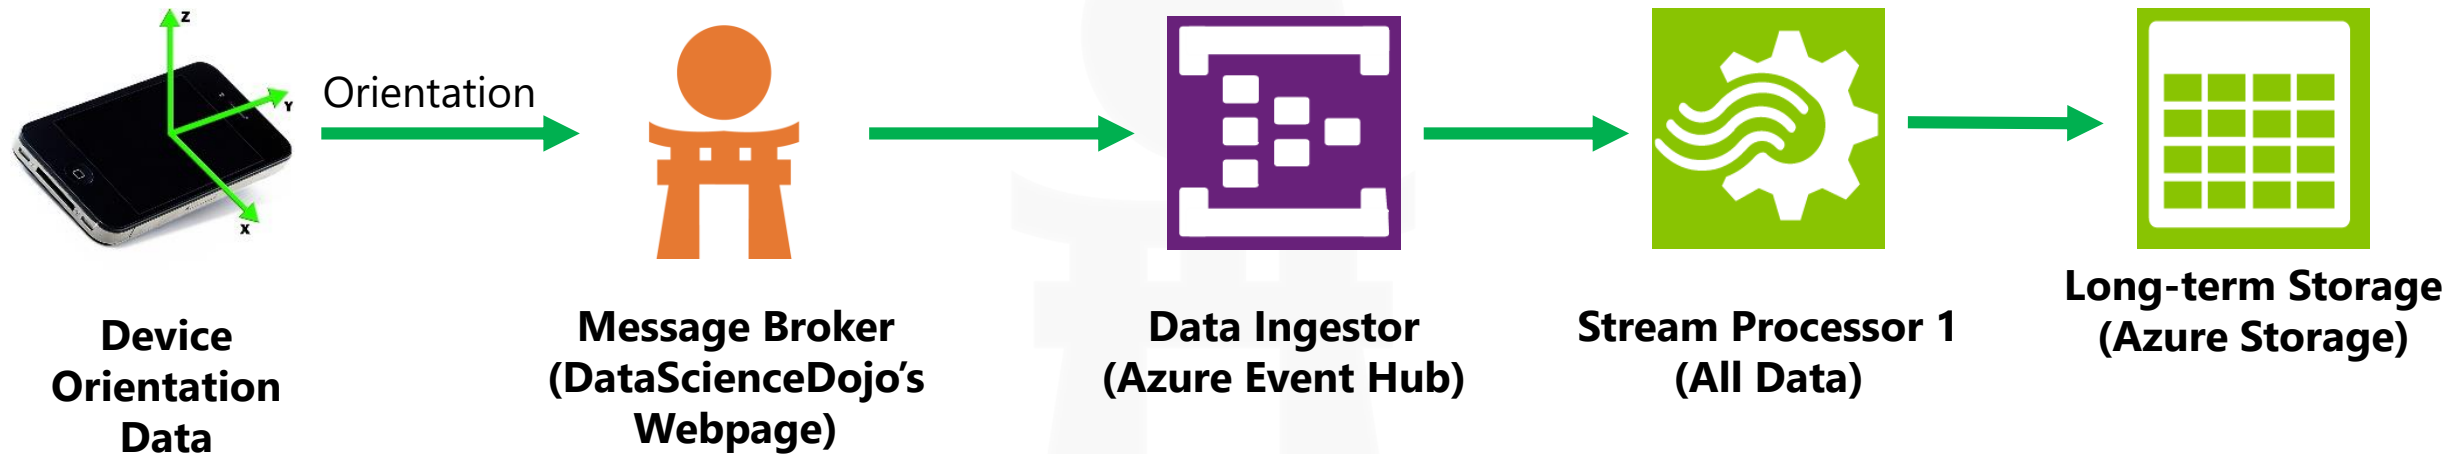 Z
Y
X
Orientation
Device
Orientation
Data
Message Broker
(DataScienceDojo’s
Webpage)
Data Ingestor
(Azure Event Hub)
Stream Processor 1
(All Data)
Long-term Storage
(Azure Storage)